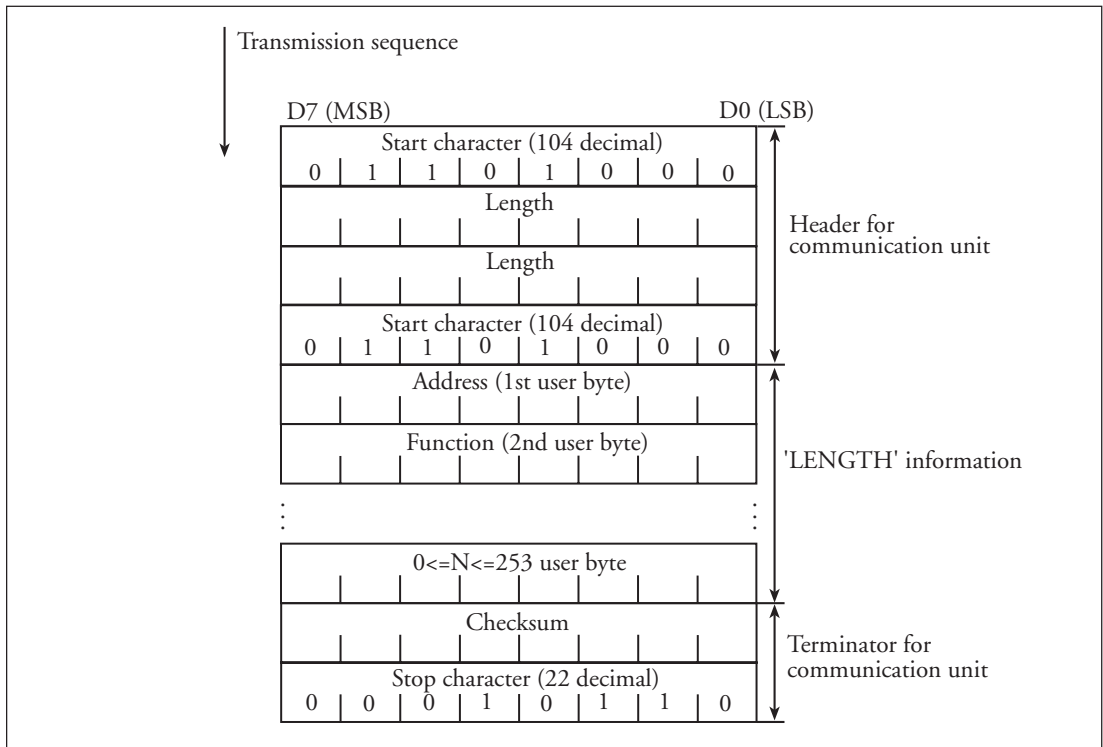 Transmission sequence
D7 (MSB) D0 (LSB)
Start character (104 decimal)
0 1 1 0 1 0 0 0
Length
Length
Header for
communication unit
Start character (104 decimal)
0 1 1 0 1 0 0 0
Address (1st user byte)
Function (2nd user byte)
'LENGTH' information
0<=N<=253 user byte
Checksum
Terminator for
communication unit
Stop character (22 decimal)
0 0 0 1 0 1 1 0